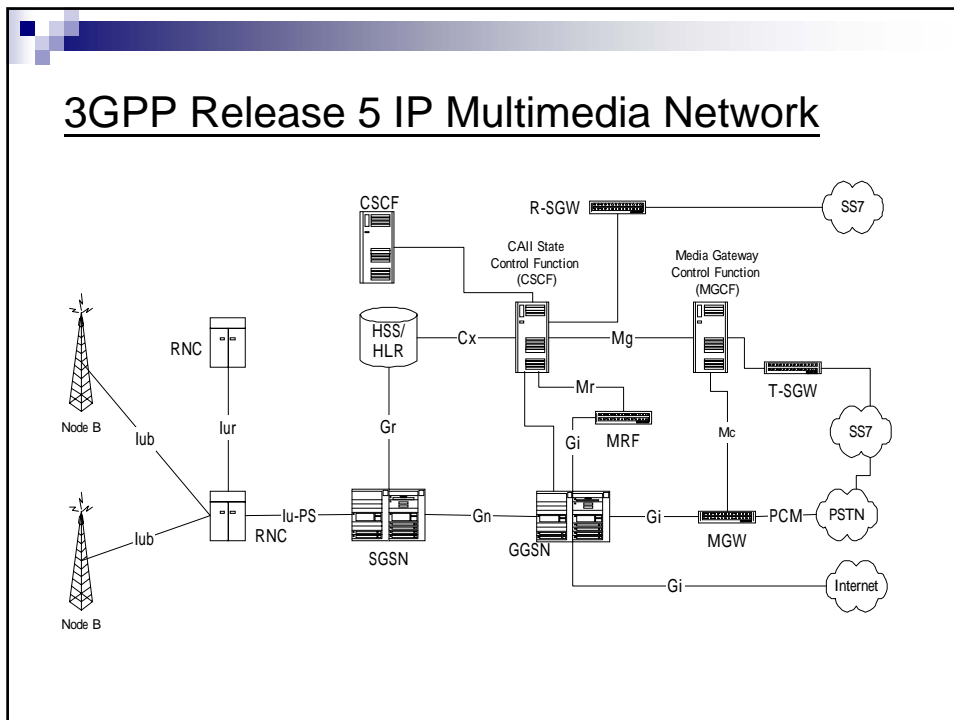 3GPP Release 5 IP Multimedia Network
CSCF
R-SGW
SS7
CAll State
Control Function
(CSCF)
Media Gateway
Control Function
(MGCF)
HSS/
HLR
Cx
Mg
RNC
Mr
T-SGW
Node B
Iub
Iur
Gr
Gi
MRF
Mc
SS7
Iub
Iu-PS
RNC
SGSN
Gn
GGSN
Gi
MGW
PCM
PSTN
Gi
Internet
Node B